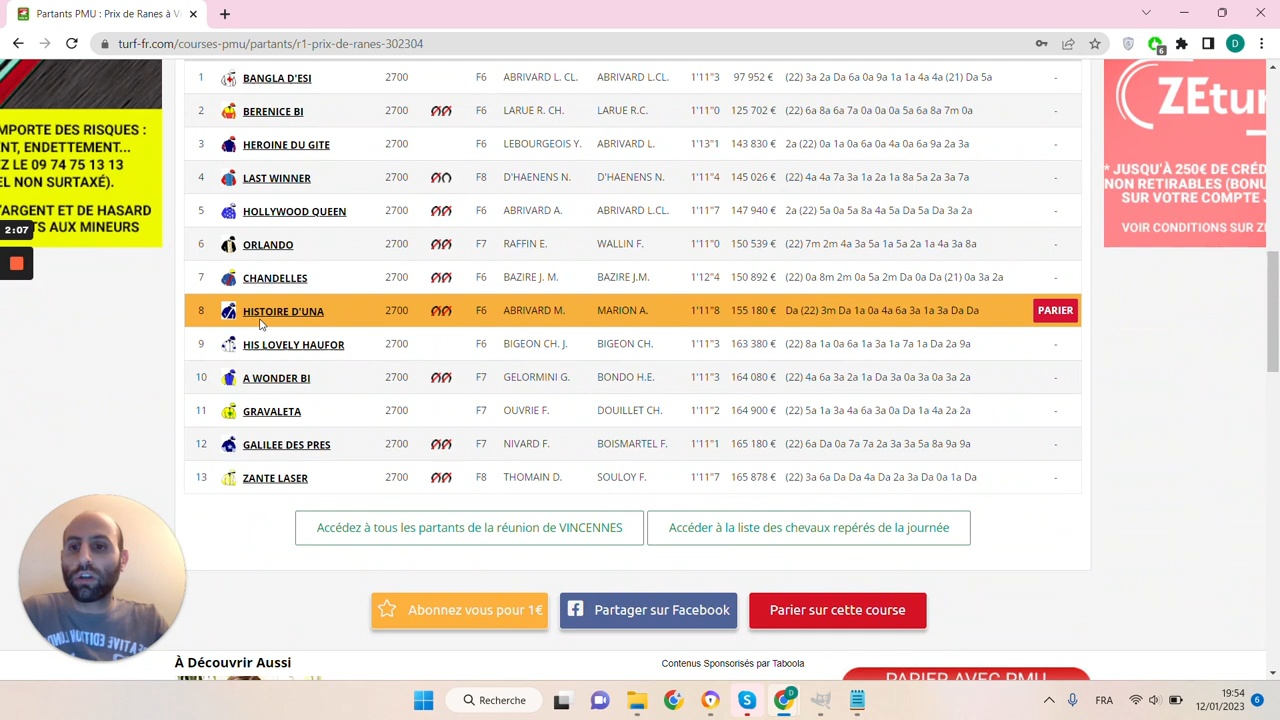 Partants PMU : Prix de Ranes à V
turf-fr.com/courses-pmu/partants/r1-prix-de-ranes-302304
6
D
1 BANGLA D'ESI 2700 F6 ABRIVARD L. CL. ABRIVARD L.CL. 1'11"3 97 952 € (22) 3a 2a Da 6a 0a 9a 1a 1a 4a 6a (21) Da 5a -
2 BERENICE BI 2700 F6 LARUE R. CH. LARUE R.C. 1'11"0 125 702 € (22) 6a 8a 6a 7a 0a 0a 0a 5a 6a 3a 7m 0a -
3 HEROINE DU GITE 2700 F6 LEBOURGEOIS Y. ABRIVARD L. 1'13"1 143 830 € 2a (22) 0a 1a 0a 6a 0a 4a 0a 6a 9a 2a 3a -
4 LAST WINNER 2700 F8 D'HAENENS N. D'HAENENS N. 1'11"4 145 026 € (22) 4a 4a 7a 3a 1a 2a 1a 8a 5a 2a 3a 7a -
5 HOLLYWOOD QUEEN 2700 F6 ABRIVARD A. ABRIVARD L.CL. 1'11"7 147 940 € 2a (22) 0a 0a 5a 8a 4a 5a Da 5a Da 3a 2a -
6 ORLANDO 2700 F7 RAFFIN E. WALLIN F. 1'11"0 150 539 € (22) 7m 2m 4a 3a 5a 1a 5a 2a 1a 4a 3a 8a -
7 CHANDELLES 2700 F6 BAZIRE J. M. BAZIRE J.M. 1'12"4 150 892 € (22) 0a 8m 2m 0a 5a 2m Da 0a Da (21) 0a 3a 2a -
8 HISTOIRE D'UNA 2700 F6 ABRIVARD M. MARION A. 1'11"8 155 180 € Da (22) 3m Da 1a 0a 4a 6a 3a 1a 3a Da Da PARIER
9 HIS LOVELY HAUFOR 2700 F6 BIGEON CH. J. BIGEON CH. 1'11"3 163 380 € (22) 8a 1a 0a 6a 1a 3a 1a 7a 1a Da 2a 9a -
10 A WONDER BI 2700 F7 GELORMINI G. BONDO H.E. 1'11"3 164 080 € (22) 4a 6a 3a 2a 1a Da 3a 0a 3a 3a 3a 2a -
11 GRAVALETA 2700 F7 OUVRIE F. DOUILLET CH. 1'11"2 164 900 € (22) 5a 1a 3a 4a 6a 3a 0a Da 1a 4a 2a 2a -
12 GALILEE DES PRES 2700 F7 NIVARD F. BOISMARTEL F. 1'11"1 165 180 € (22) 6a Da 0a 7a 7a 2a 3a 3a 5a 8a 9a 9a -
13 ZANTE LASER 2700 F8 THOMAIN D. SOULOY F. 1'11"7 165 878 € (22) 3a 6a Da Da 4a Da 2a 3a Da 0a 1a Da -
MPORTE DES RISQUES :
NT, ENDETTEMENT...
Z LE 09 74 75 13 13
EL NON SURTAXÉ).
'ARGENT ET DE HASARD
TS AUX MINEURS
2:07
ZEtur
* JUSQU'À 250€ DE CRÉD
NON RETIRABLES (BONU
SUR VOTRE COMPTE J
VOIR CONDITIONS SUR ZE
Accédez à tous les partants de la réunion de VINCENNES
Accéder à la liste des chevaux repérés de la journée
Abonnez vous pour 1€
Partager sur Facebook
Parier sur cette course
À Découvrir Aussi
Contenus Sponsorisés par Taboola
PARIER AVEC PMU
Recherche
FRA
19:54
12/01/2023
6